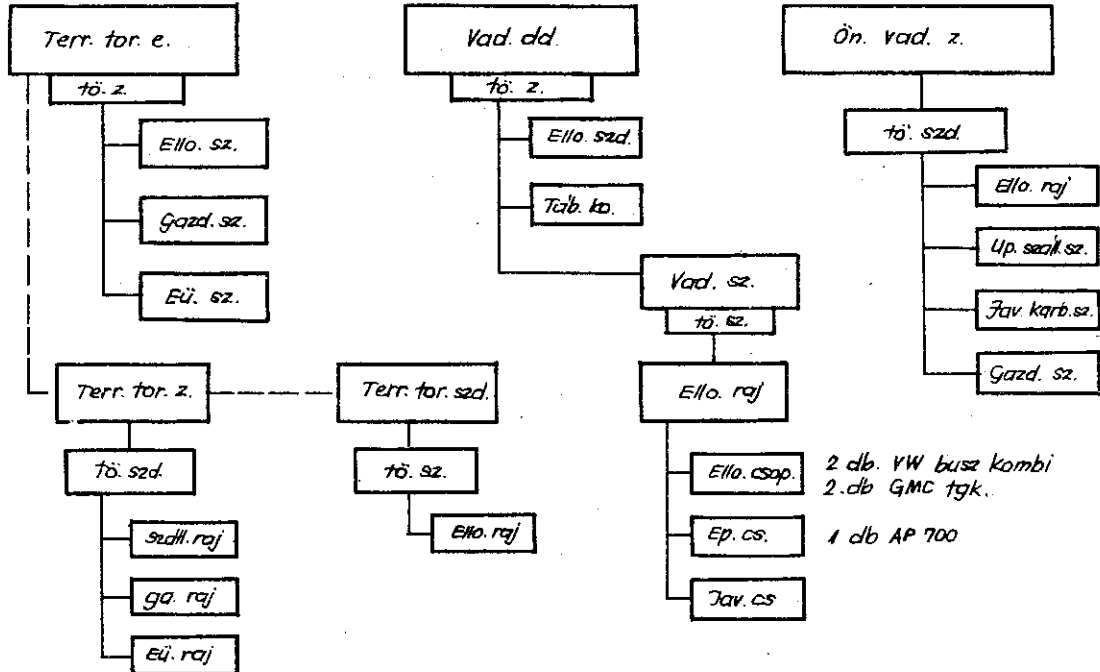 Terr. tor. e.
tö. z.
Ello. sz.
Gazd. sz.
Eü. sz.
Terr. tor. z.
tö. szd.
száll. raj
ga. raj
Eü. raj
Terr. tor. szd.
tö. sz.
Ello. raj
Vad. dd.
tö. z.
Ello. szd.
Táb. ko.
Vad. sz.
tö. sz.
Ello. raj
Ello. csop.
2 db. VW busz kombi
2. db GMC tgk.
Ep. cs.
1 db AP 700
Jav. cs
Ön. vad. z.
tö. szd.
Ello. raj
Up. száll. sz.
Jav. karb. sz.
Gazd. sz.